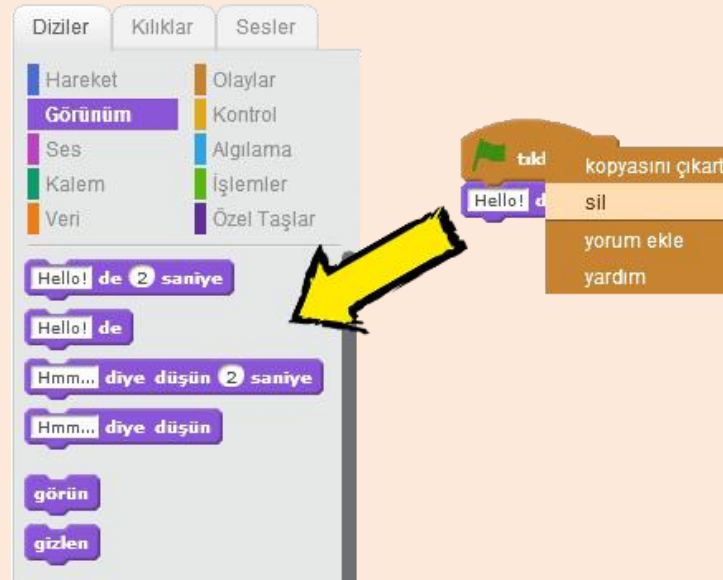 Diziler Kılıklar Sesler
Hareket Olaylar
Görünüm Kontrol
Ses Algılama
Kalem İşlemler
Veri Özel Taşlar
Hello! de 2 saniye
Hello! de
Hmm... diye düşün 2 saniye
Hmm... diye düşün
görün
gizlen
tıkl
Hello! d
kopyasını çıkart
sil
yorum ekle
yardım